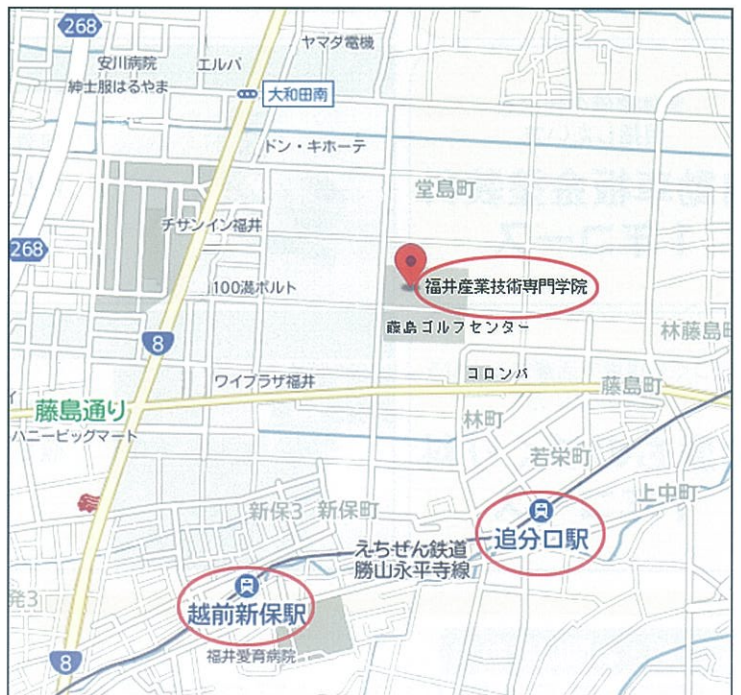 268
ヤマダ電機
安川病院
エルパ
紳士服はるやま
大和田南
ドン・キホーテ
堂島町
チサンイン福井
268
福井産業技術専門学院
100満ボルト
藤島ゴルフセンター
林藤島町
8
コロンバ
ワイプラザ福井
藤島町
藤島通り
ハニービッグマート
林町
若栄町
上中町
新保3
新保町
追分口駅
えちぜん鉄道
勝山永平寺線
越前新保駅
発3
福井愛育病院
8